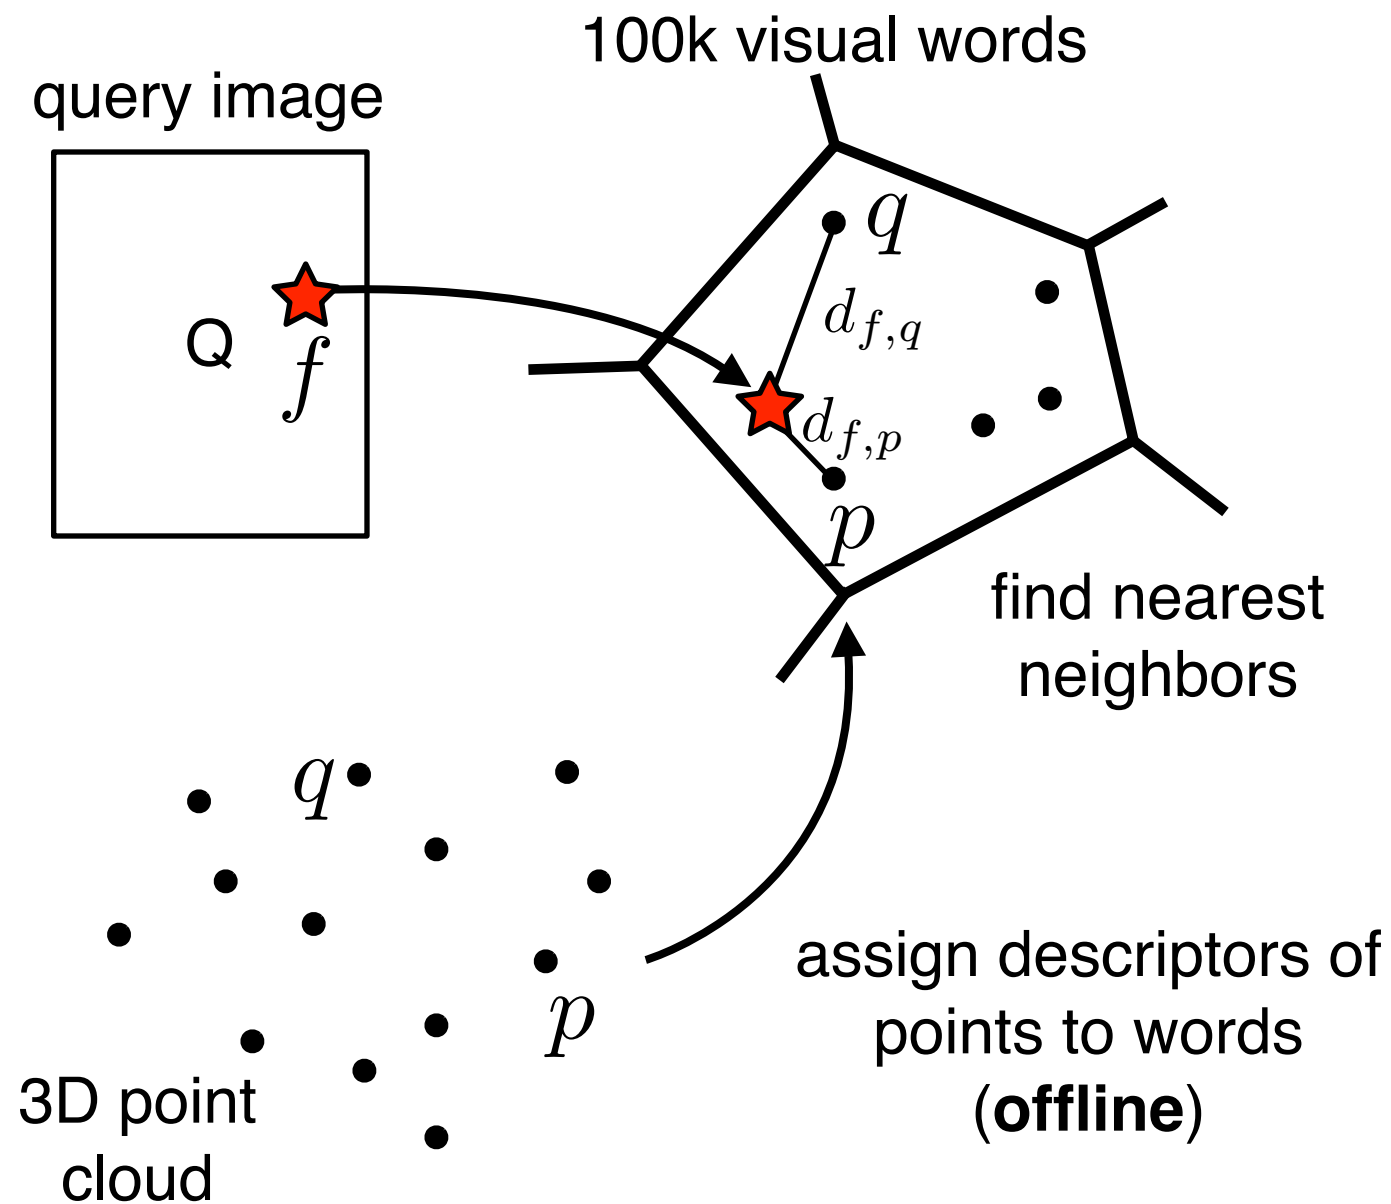 100k visual words
query image
q
d_{f,q}
Q
f
d_{f,p}
p
find nearest
neighbors
q
p
assign descriptors of
points to words
(offline)
3D point
cloud